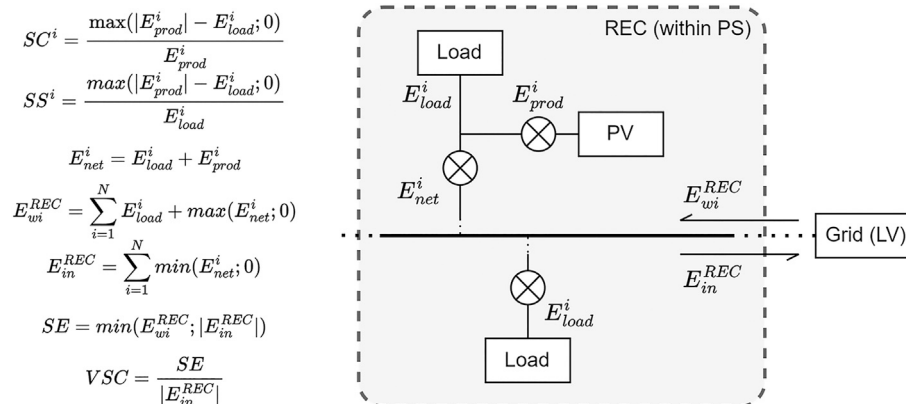 SC^i = max(|E^i_prod| − E^i_load; 0) / E^i_prod
SS^i = max(|E^i_prod| − E^i_load; 0) / E^i_load
E^i_net = E^i_load + E^i_prod
E^REC_wi = ∑_{i=1}^{N} E^i_load + max(E^i_net; 0)
E^REC_in = ∑_{i=1}^{N} min(E^i_net; 0)
SE = min(E^REC_wi; |E^REC_in|)
VSC = SE / |E^REC_in|
REC (within PS)
Load
E^i_load
E^i_prod
PV
E^i_net
E^REC_wi
Grid (LV)
E^REC_in
E^i_load
Load